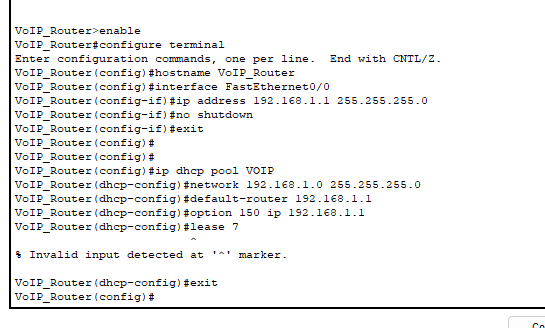 VoIP_Router>enable
VoIP_Router#configure terminal
Enter configuration commands, one per line.  End with CNTL/Z.
VoIP_Router(config)#hostname VoIP_Router
VoIP_Router(config)#interface FastEthernet0/0
VoIP_Router(config-if)#ip address 192.168.1.1 255.255.255.0
VoIP_Router(config-if)#no shutdown
VoIP_Router(config-if)#exit
VoIP_Router(config)#
VoIP_Router(config)#
VoIP_Router(config)#ip dhcp pool VOIP
VoIP_Router(dhcp-config)#network 192.168.1.0 255.255.255.0
VoIP_Router(dhcp-config)#default-router 192.168.1.1
VoIP_Router(dhcp-config)#option 150 ip 192.168.1.1
VoIP_Router(dhcp-config)#lease 7
^
% Invalid input detected at '^' marker.
VoIP_Router(dhcp-config)#exit
VoIP_Router(config)#